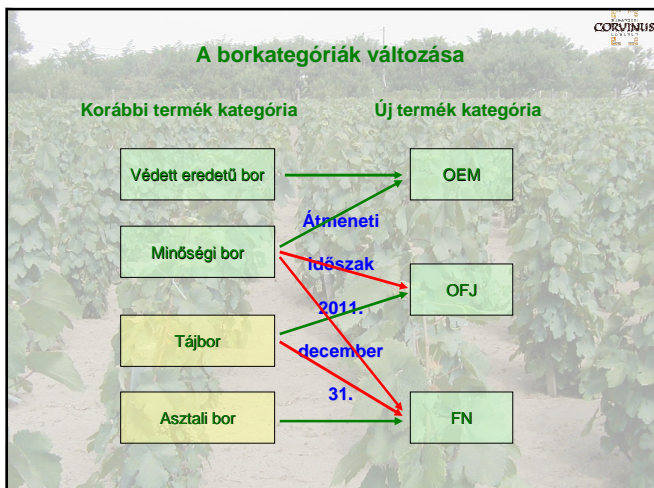 CORVINUS
A borkategóriák változása
Korábbi termék kategória
Új termék kategória
Védett eredetű bor
OEM
Átmeneti
Minőségi bor
időszak
OFJ
2011.
Tájbor
december
31.
Asztali bor
FN